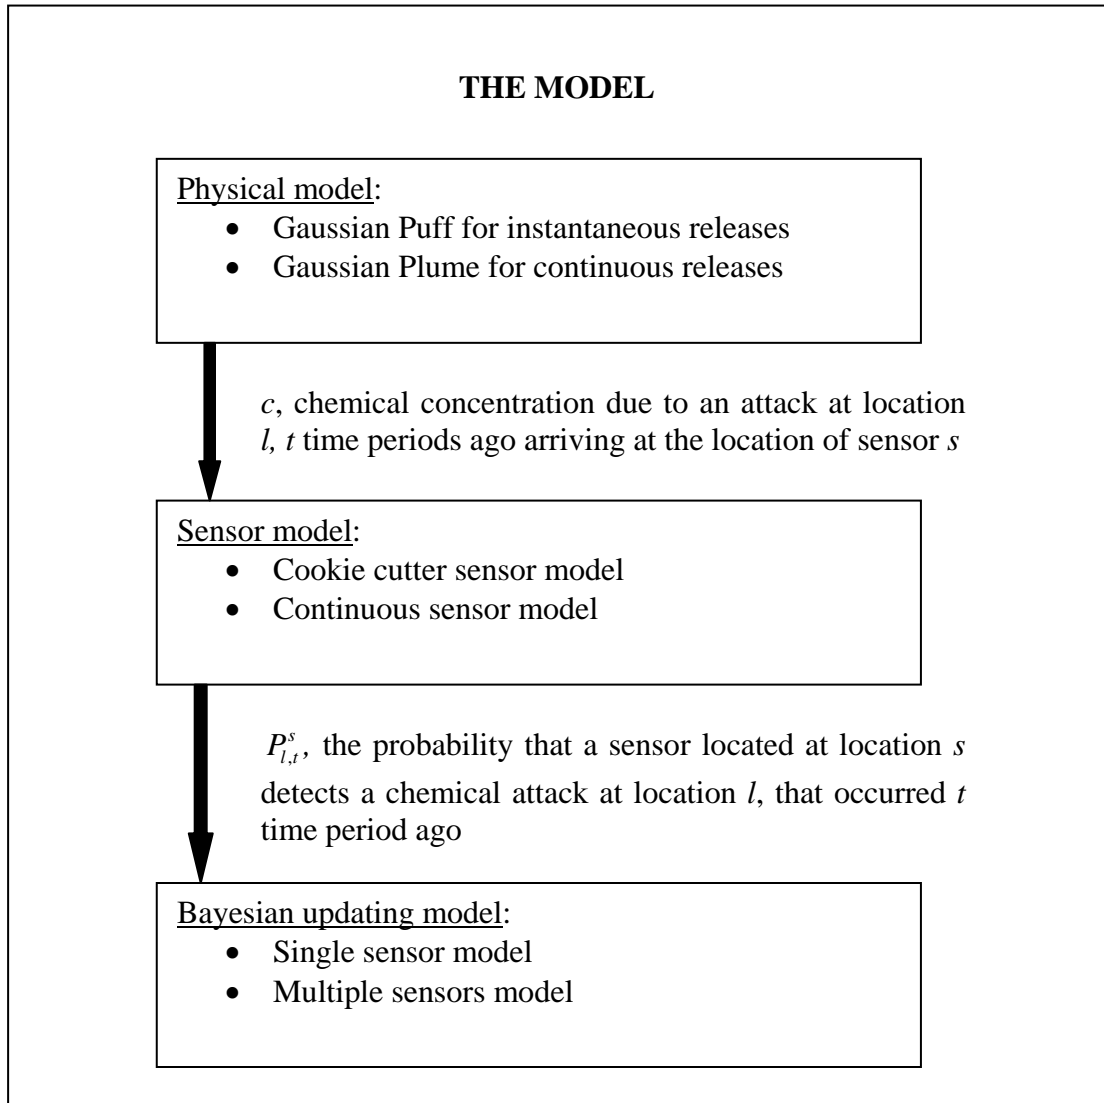 THE MODEL
Physical model:
• Gaussian Puff for instantaneous releases
• Gaussian Plume for continuous releases
c, chemical concentration due to an attack at location
l, t time periods ago arriving at the location of sensor s
Sensor model:
• Cookie cutter sensor model
• Continuous sensor model
P^s_{l,t}, the probability that a sensor located at location s
detects a chemical attack at location l, that occurred t
time period ago
Bayesian updating model:
• Single sensor model
• Multiple sensors model